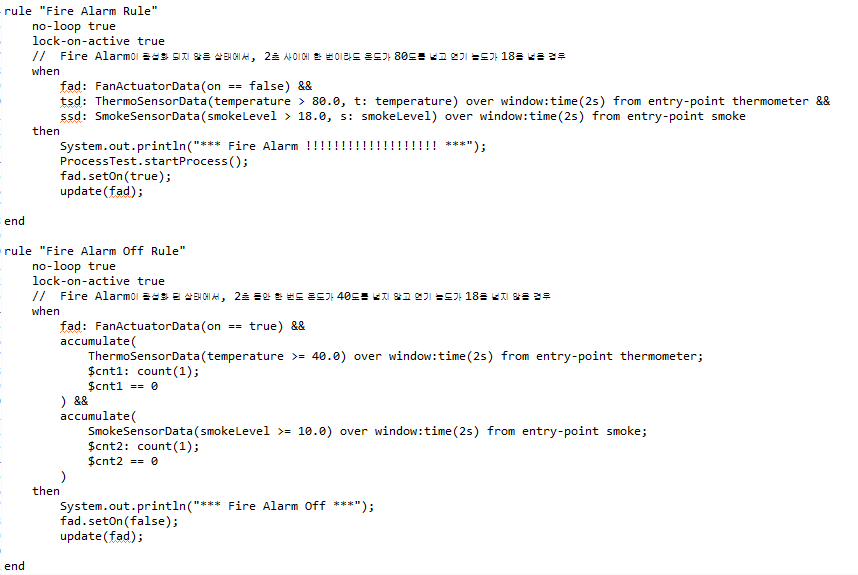 rule "Fire Alarm Rule"
no-loop true
lock-on-active true
// Fire Alarm이 활성화 되지 않은 상태에서, 2초 사이에 한 번이라도 온도가 80도를 넘고 연기 농도가 18을 넘을 경우
when
fad: FanActuatorData(on == false) &&
tsd: ThermoSensorData(temperature > 80.0, t: temperature) over window:time(2s) from entry-point thermometer &&
ssd: SmokeSensorData(smokeLevel > 18.0, s: smokeLevel) over window:time(2s) from entry-point smoke
then
System.out.println("*** Fire Alarm !!!!!!!!!!!!!!!!!!! ***");
ProcessTest.startProcess();
fad.setOn(true);
update(fad);
end
rule "Fire Alarm Off Rule"
no-loop true
lock-on-active true
// Fire Alarm이 활성화 된 상태에서, 2초 동안 한 번도 온도가 40도를 넘지 않고 연기 농도가 18을 넘지 않을 경우
when
fad: FanActuatorData(on == true) &&
accumulate(
ThermoSensorData(temperature >= 40.0) over window:time(2s) from entry-point thermometer;
$cnt1: count(1);
$cnt1 == 0
) &&
accumulate(
SmokeSensorData(smokeLevel >= 10.0) over window:time(2s) from entry-point smoke;
$cnt2: count(1);
$cnt2 == 0
)
then
System.out.println("*** Fire Alarm Off ***");
fad.setOn(false);
update(fad);
end